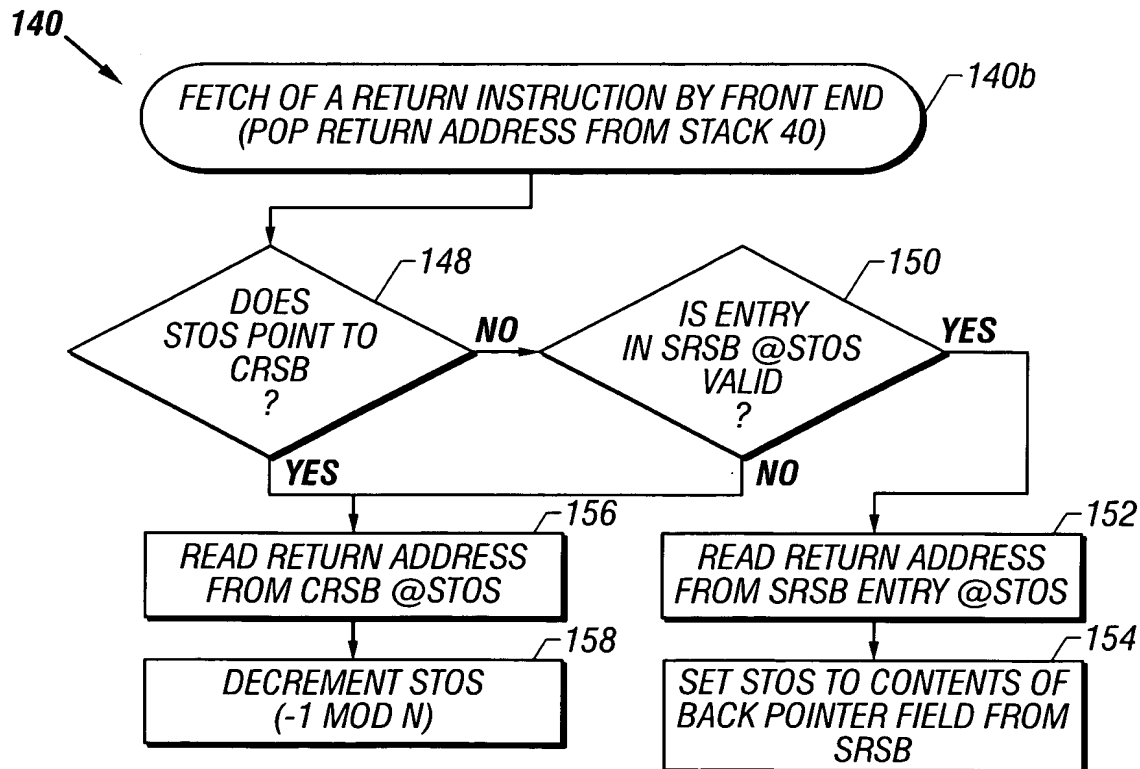 140
FETCH OF A RETURN INSTRUCTION BY FRONT END
(POP RETURN ADDRESS FROM STACK 40)
140b
DOES
STOS POINT TO
CRSB
?
148
NO
YES
IS ENTRY
IN SRSB @STOS
VALID
?
150
YES
NO
READ RETURN ADDRESS
FROM CRSB @STOS
156
READ RETURN ADDRESS
FROM SRSB ENTRY @STOS
152
DECREMENT STOS
(-1 MOD N)
158
SET STOS TO CONTENTS OF
BACK POINTER FIELD FROM
SRSB
154